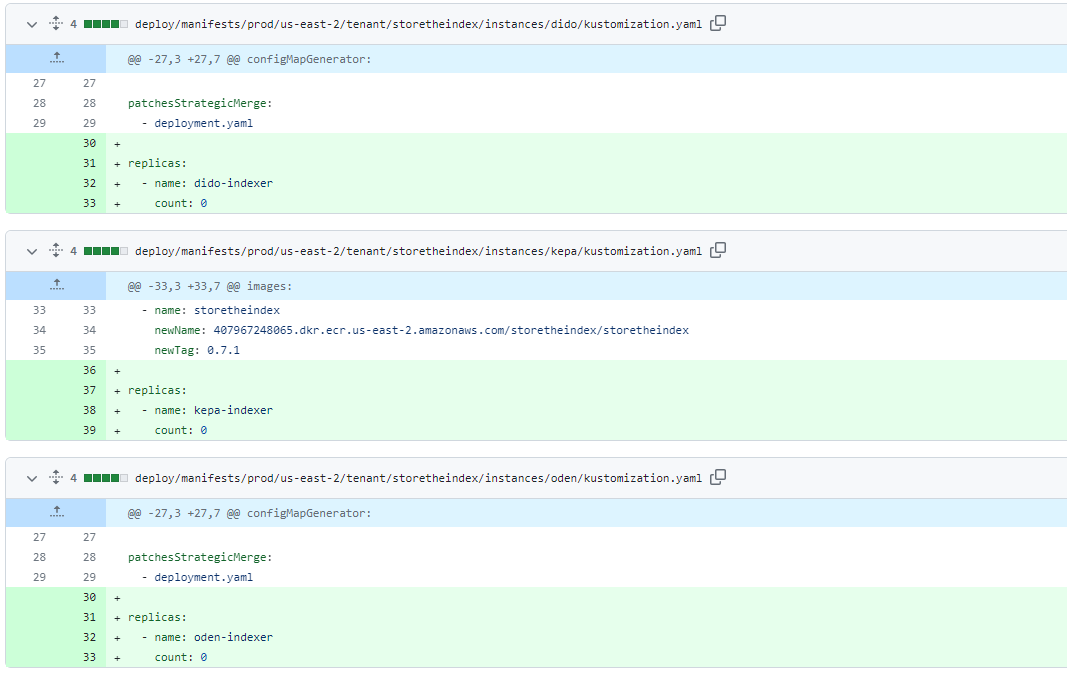 4 deploy/manifests/prod/us-east-2/tenant/storetheindex/instances/dido/kustomization.yaml
@@ -27,3 +27,7 @@ configMapGenerator:
27 27
28 28 patchesStrategicMerge:
29 29 - deployment.yaml
30 +
31 + replicas:
32 + - name: dido-indexer
33 + count: 0
4 deploy/manifests/prod/us-east-2/tenant/storetheindex/instances/kepa/kustomization.yaml
@@ -33,3 +33,7 @@ images:
33 33 - name: storetheindex
34 34 newName: 407967248065.dkr.ecr.us-east-2.amazonaws.com/storetheindex/storetheindex
35 35 newTag: 0.7.1
36 +
37 + replicas:
38 + - name: kepa-indexer
39 + count: 0
4 deploy/manifests/prod/us-east-2/tenant/storetheindex/instances/oden/kustomization.yaml
@@ -27,3 +27,7 @@ configMapGenerator:
27 27
28 28 patchesStrategicMerge:
29 29 - deployment.yaml
30 +
31 + replicas:
32 + - name: oden-indexer
33 + count: 0